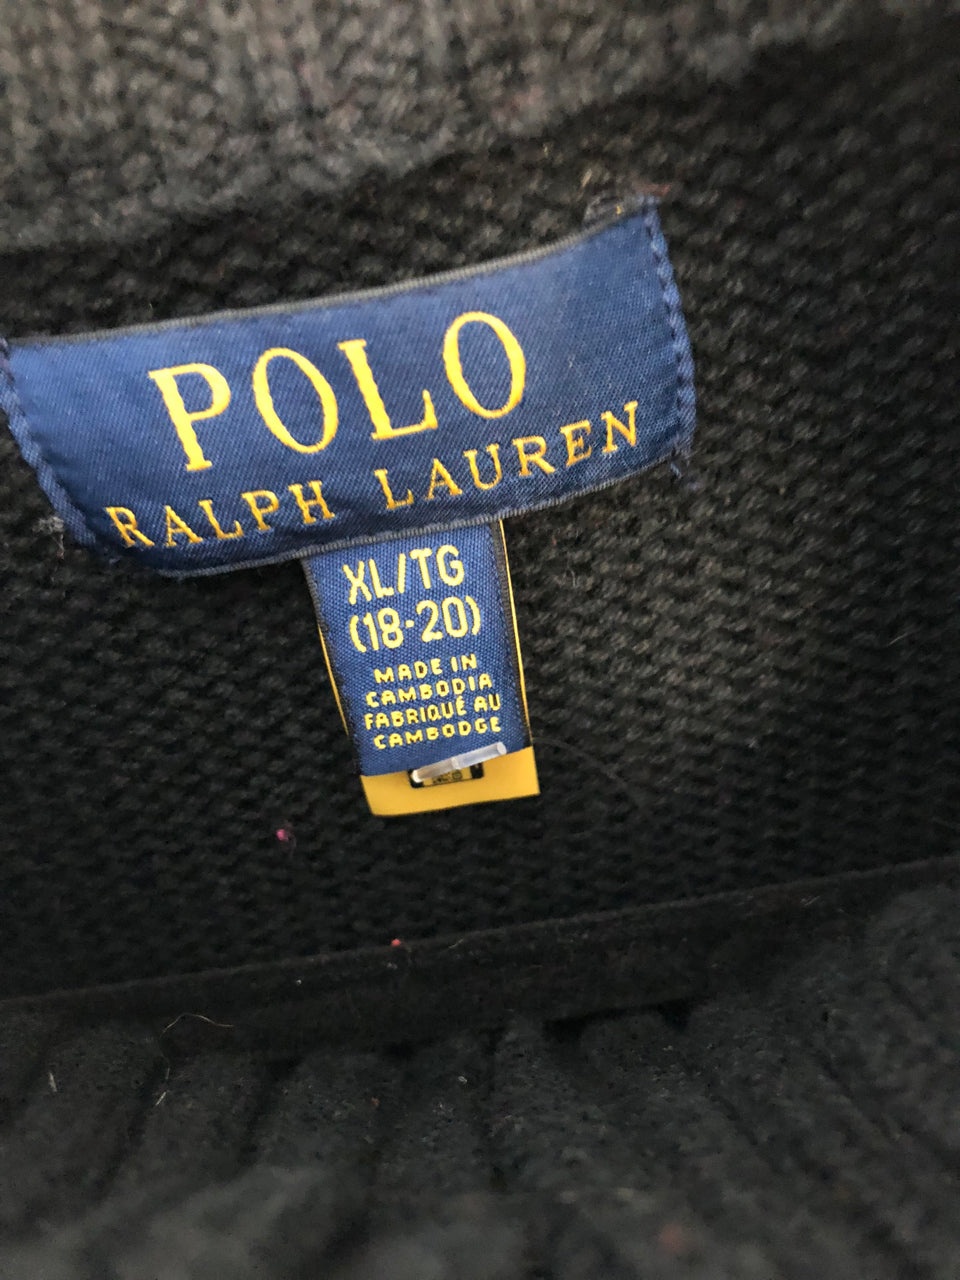 POLO
RALPH LAUREN
XL/TG
(18-20)
MADE IN
CAMBODIA
FABRIQUÉ AU
CAMBODGE